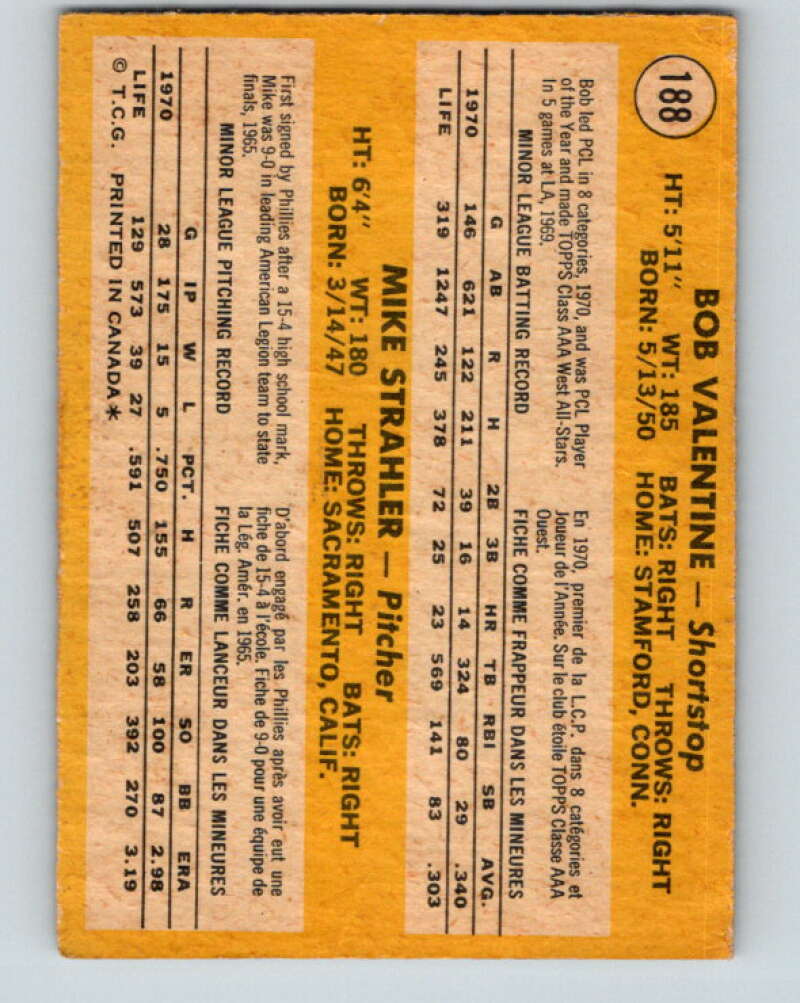 188
BOB VALENTINE — Shortstop
HT: 5'11" WT: 185 BATS: RIGHT THROWS: RIGHT
BORN: 5/13/50 HOME: STAMFORD, CONN.
Bob led PCL in 8 categories, 1970, and was PCL Player
of the Year and made TOPPS Class AAA West All-Stars.
In 5 games at LA, 1969.
En 1970, premier de la L.C.P. dans 8 catégories et
Joueur de l'Année. Sur le club étoile TOPPS Classe AAA
Ouest.
MINOR LEAGUE BATTING RECORD FICHE COMME FRAPPEUR DANS LES MINEURES
G AB R H 2B 3B HR TB RBI SB AVG.
1970 146 621 122 211 39 16 14 324 80 29 .340
LIFE 319 1247 245 378 72 25 23 569 141 83 .303
MIKE STRAHLER — Pitcher
HT: 6'4" WT: 180 THROWS: RIGHT BATS: RIGHT
BORN: 3/14/47 HOME: SACRAMENTO, CALIF.
First signed by Phillies after a 15-4 high school mark,
Mike was 9-0 in leading American Legion team to state
finals, 1965.
D'abord engagé par les Phillies après avoir eut une
fiche de 15-4 à l'école. Fiche de 9-0 pour une équipe de
la Lég. Amér. en 1965.
MINOR LEAGUE PITCHING RECORD FICHE COMME LANCEUR DANS LES MINEURES
G IP W L PCT. H R ER SO BB ERA
1970 28 175 15 5 .750 155 66 58 100 87 2.98
LIFE 129 573 39 27 .591 507 258 203 392 270 3.19
© T.C.G. PRINTED IN CANADA*